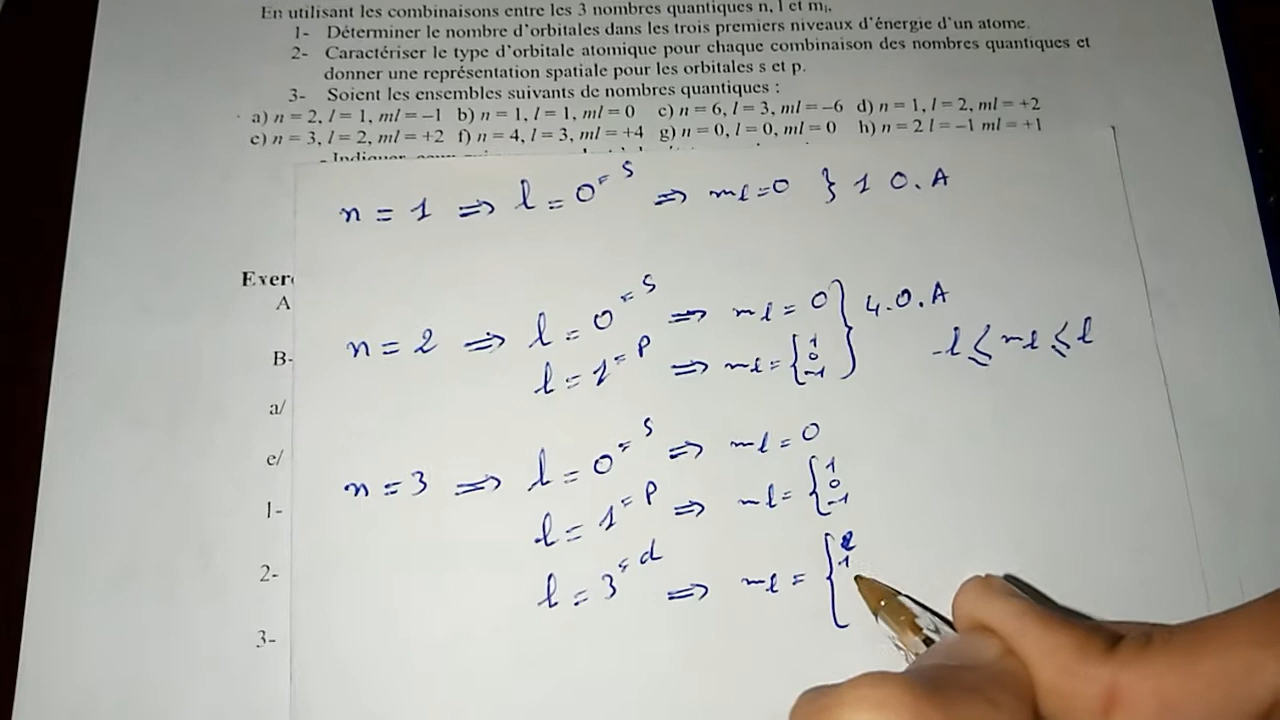 En utilisant les combinaisons entre les 3 nombres quantiques n, l et ml.
1- Déterminer le nombre d'orbitales dans les trois premiers niveaux d'énergie d'un atome.
2- Caractériser le type d'orbitale atomique pour chaque combinaison des nombres quantiques et
donner une représentation spatiale pour les orbitales s et p.
3- Soient les ensembles suivants de nombres quantiques :
a) n = 2, l = 1, ml = −1 b) n = 1, l = 1, ml = 0 c) n = 6, l = 3, ml = −6 d) n = 1, l = 2, ml = +2
e) n = 3, l = 2, ml = +2 f) n = 4, l = 3, ml = +4 g) n = 0, l = 0, ml = 0 h) n = 2 l = −1 ml = +1
- Indiquer
n = 1 ⇒ l = 0 = s ⇒ ml = 0 } 1 O.A
Exer
A
n = 2 ⇒ l = 0 = s ⇒ ml = 0 } 4.O.A
l = 1 = p ⇒ ml = { 1 0 -1 -l ≤ ml ≤ l
B-
a/
n = 3 ⇒ l = 0 = s ⇒ ml = 0
e/
l = 1 = p ⇒ ml = { 1 0 -1
1-
l = 3 = d ⇒ ml = { 2 1
2-
3-